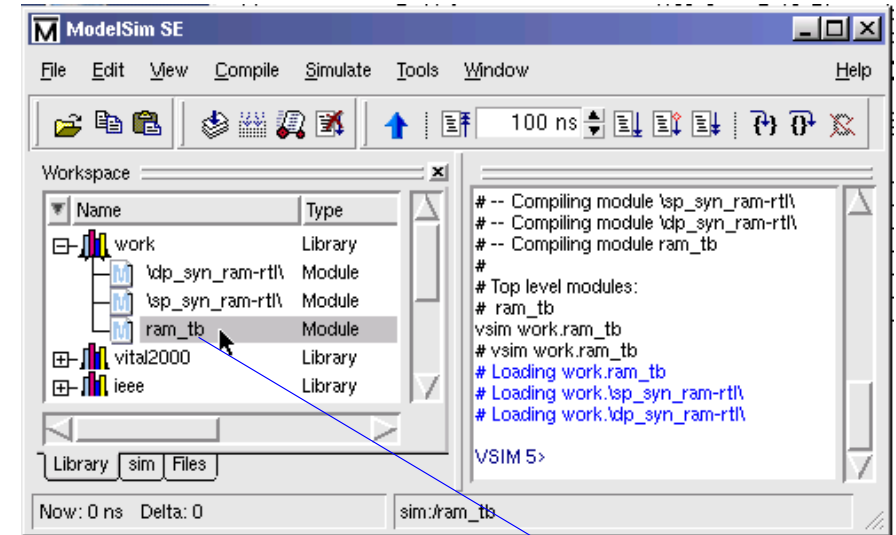 ModelSim SE
File Edit View Compile Simulate Tools Window Help
100 ns
Workspace
Name Type
work Library
\dp_syn_ram-rtl\ Module
\sp_syn_ram-rtl\ Module
ram_tb Module
vital2000 Library
ieee Library
Library sim Files
# -- Compiling module \sp_syn_ram-rtl\
# -- Compiling module \dp_syn_ram-rtl\
# -- Compiling module ram_tb
#
# Top level modules:
# ram_tb
vsim work.ram_tb
# vsim work.ram_tb
# Loading work.ram_tb
# Loading work.\sp_syn_ram-rtl\
# Loading work.\dp_syn_ram-rtl\
VSIM 5>
Now: 0 ns Delta: 0 sim:/ram_tb